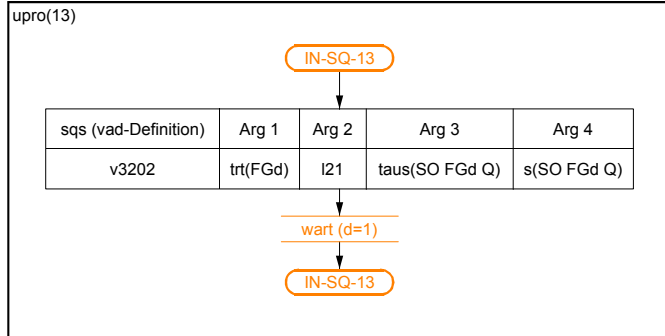 upro(13)
IN-SQ-13
sqs (vad-Definition) Arg 1 Arg 2 Arg 3 Arg 4
v3202 trt(FGd) l21 taus(SO FGd Q) s(SO FGd Q)
wart (d=1)
IN-SQ-13